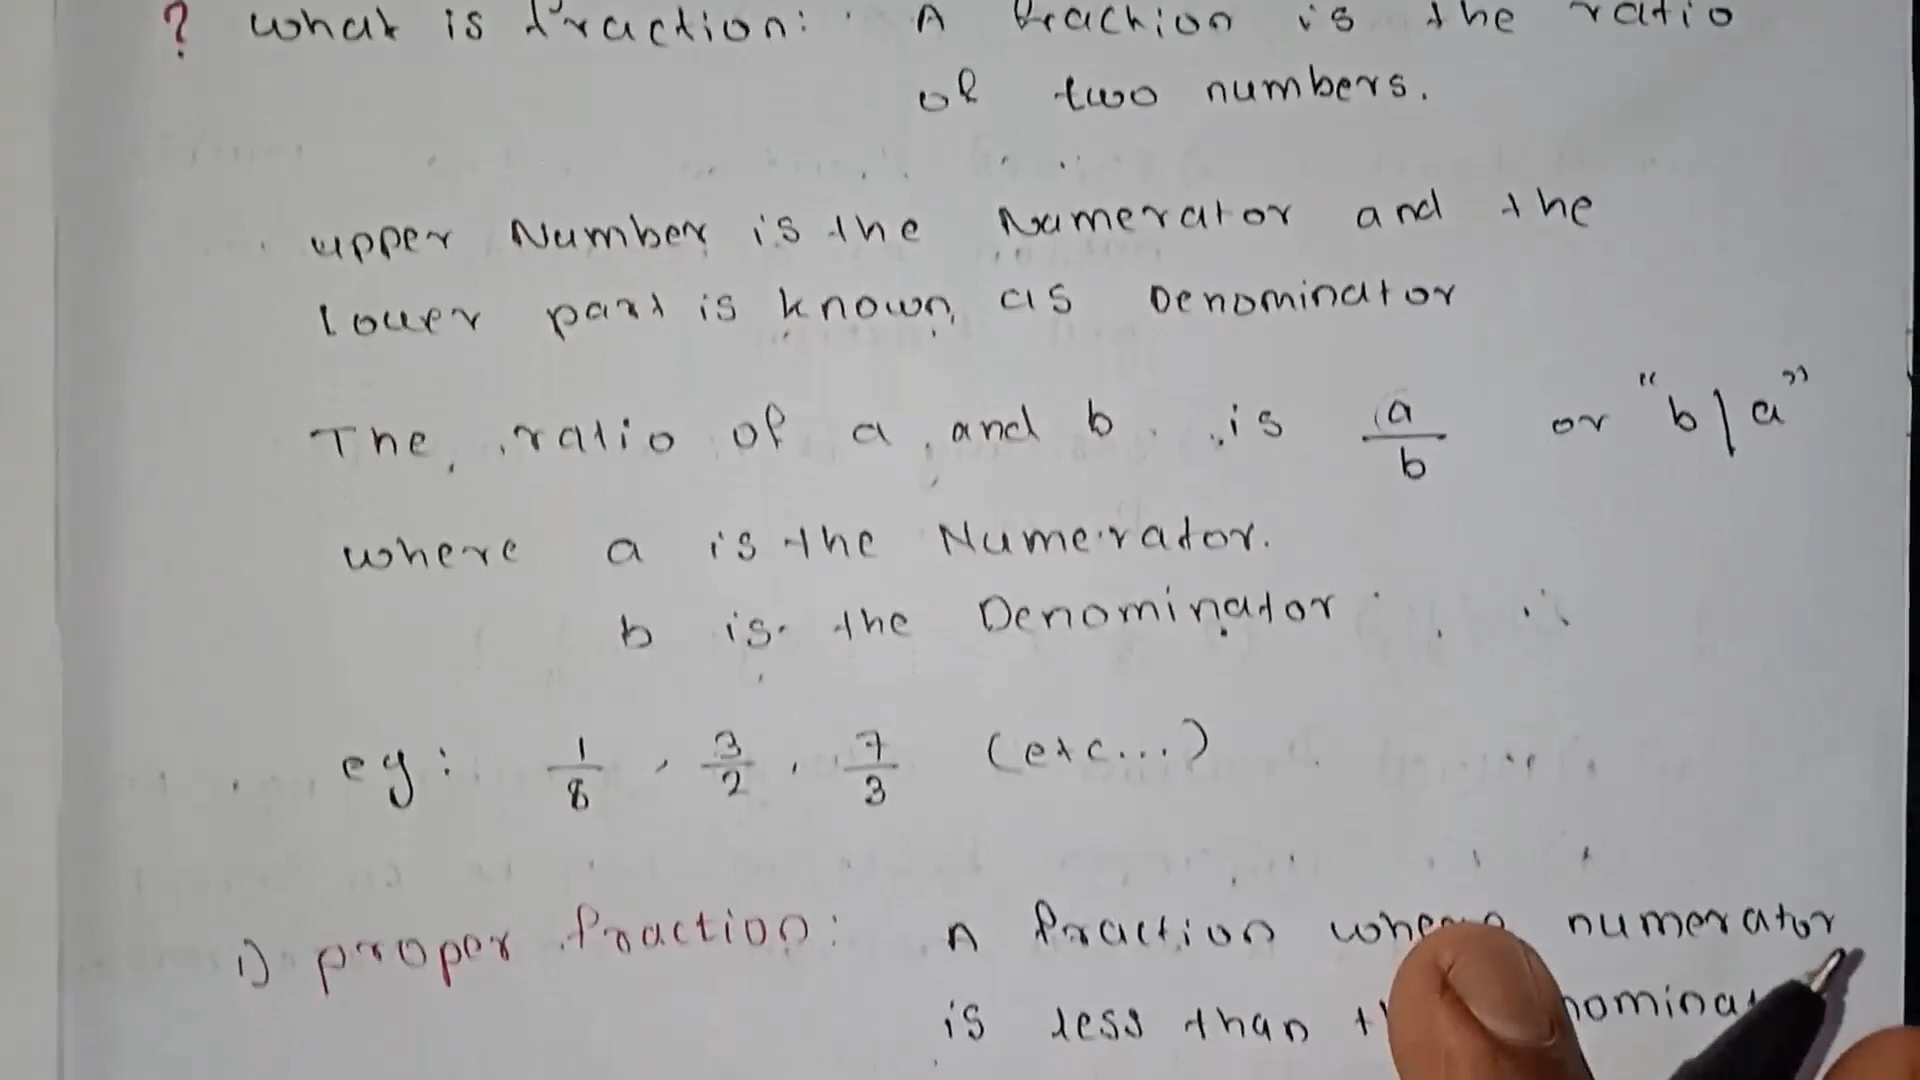 ? What is fraction: A fraction is the ratio
of two numbers.
upper Number is the Numerator and the
lower part is known as Denominator
The ratio of a and b is a/b or "b/a"
where a is the Numerator.
b is the Denominator
eg: 1/8, 3/2, 7/3 (etc...)
1) proper fraction: A fraction where numerator
is less than